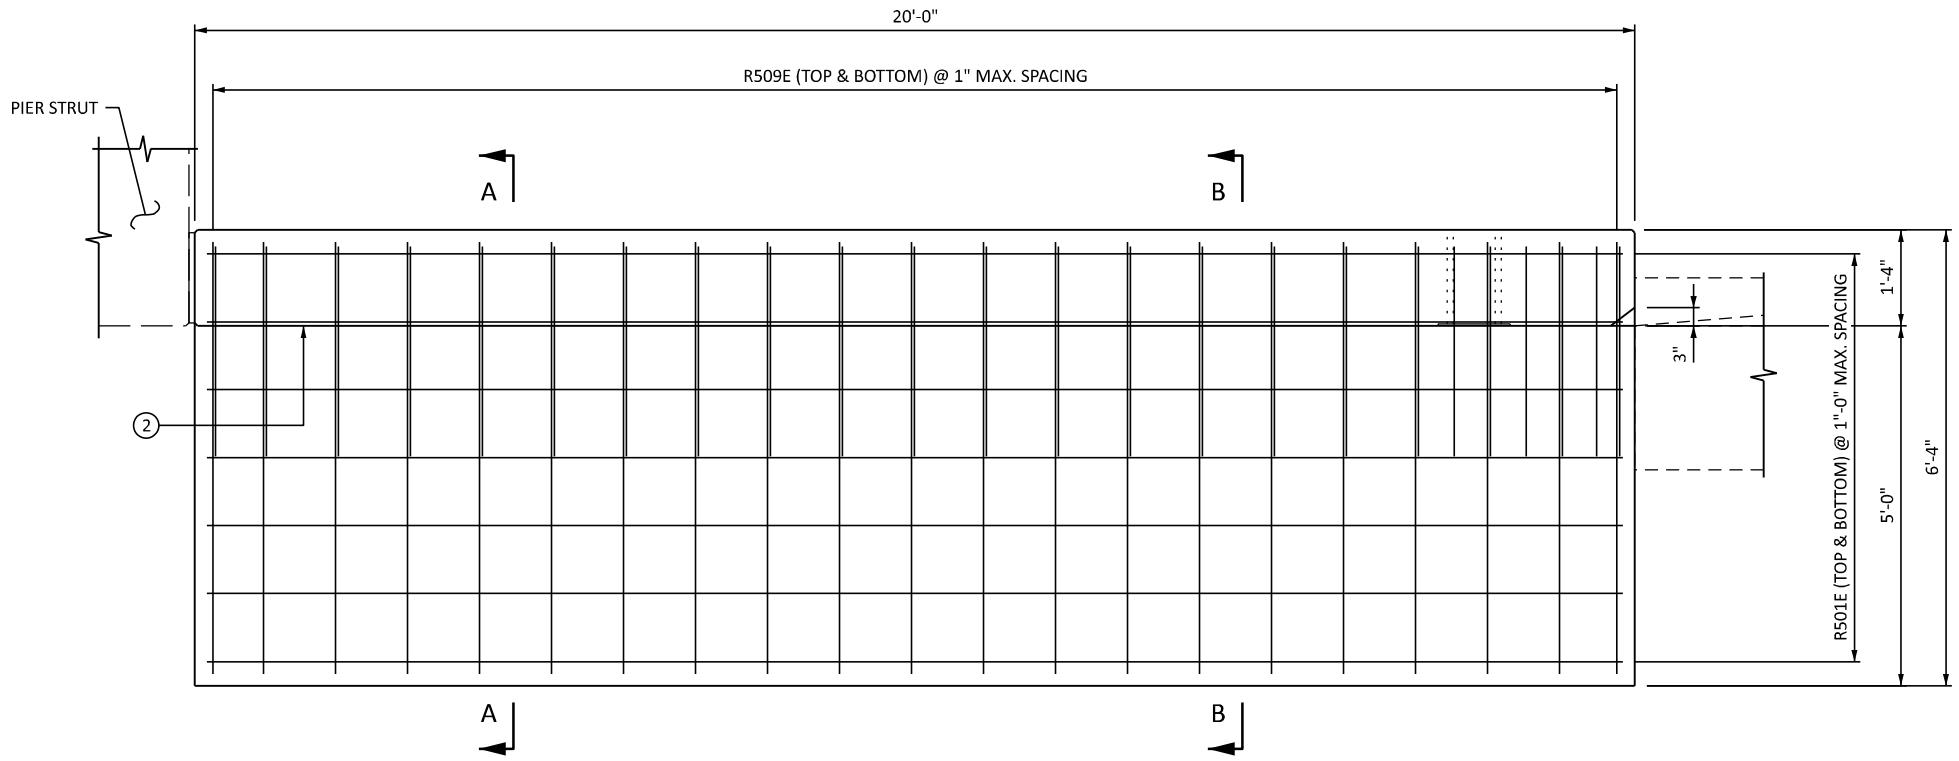 20'-0"
R509E (TOP & BOTTOM) @ 1" MAX. SPACING
PIER STRUT
A
B
1'-4"
3"
R501E (TOP & BOTTOM) @ 1"-0" MAX. SPACING
2
6'-4"
5'-0"
A
B